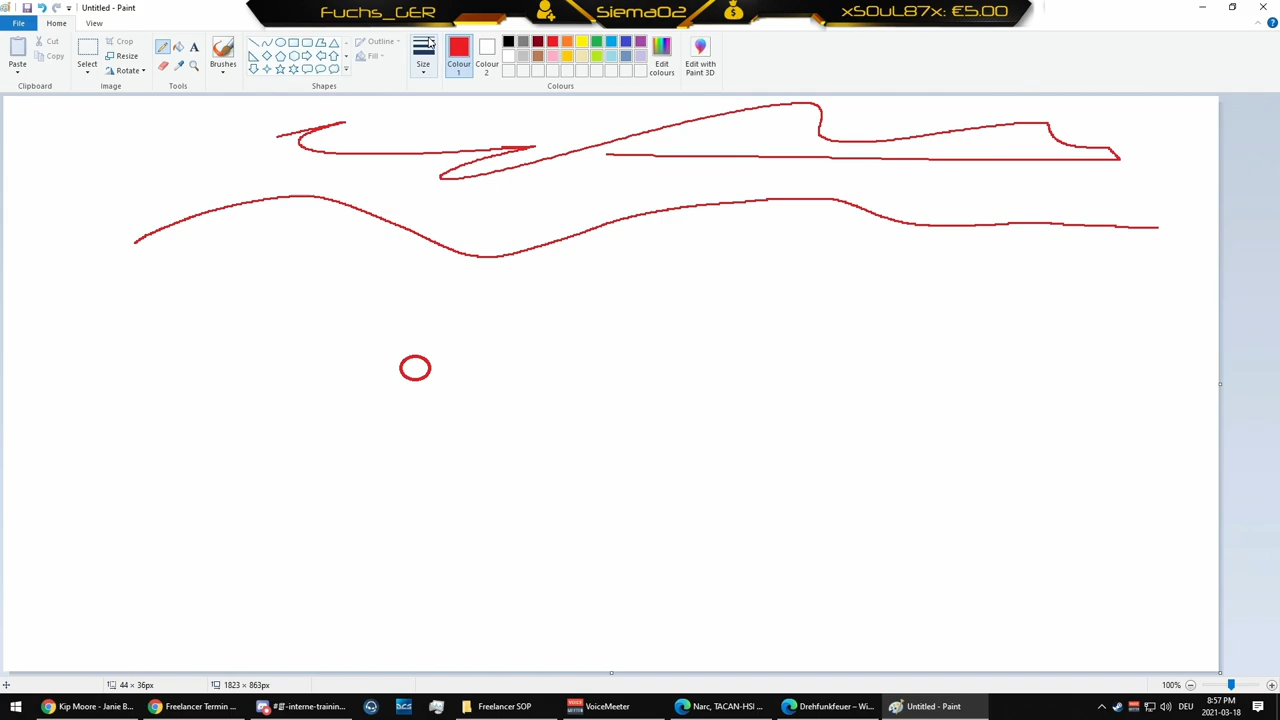 Fuchs_GER
Siema02
xS0uL87x: €5.00
Untitled - Paint
File
Home
View
Paste
Cut
Copy
Clipboard
Select
Crop
Resize
Rotate
Image
A
Tools
Brushes
Outline
Fill
Shapes
Size
Colour
1
Colour
2
Edit
colours
Edit with
Paint 3D
Colours
44 × 36px
1823 × 863px
100%
Kip Moore - Janie B...
Freelancer Termin ...
-interne-training...
DCS
Freelancer SOP
VoiceMeeter
Narc, TACAN-HSI ...
Drehfunkfeuer – Wi...
Untitled - Paint
DEU
8:57 PM
2021-03-18